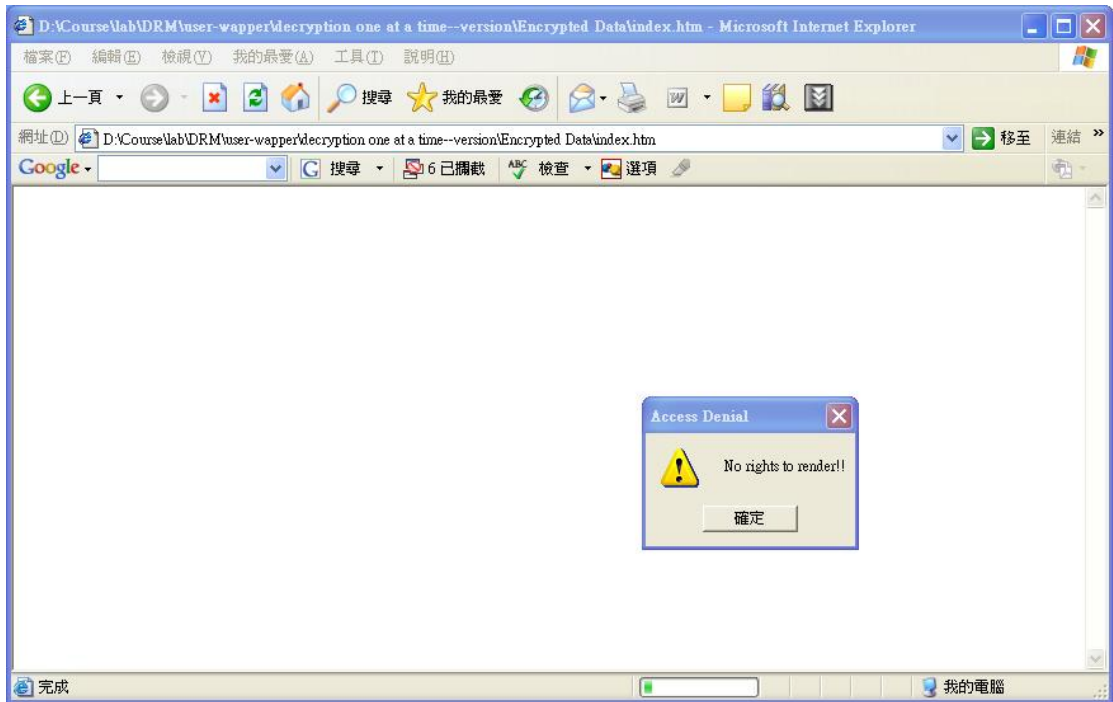 D:\Course\lab\DRM\user-wapper\decryption one at a time--version\Encrypted Data\index.htm - Microsoft Internet Explorer
檔案(F) 編輯(E) 檢視(V) 我的最愛(A) 工具(T) 說明(H)
上一頁 搜尋 我的最愛 W
網址(D) D:\Course\lab\DRM\user-wapper\decryption one at a time--version\Encrypted Data\index.htm 移至 連結 »
Google G 搜尋 6 已攔截 ABC 檢查 選項
Access Denial
No rights to render!!
確定
完成 我的電腦